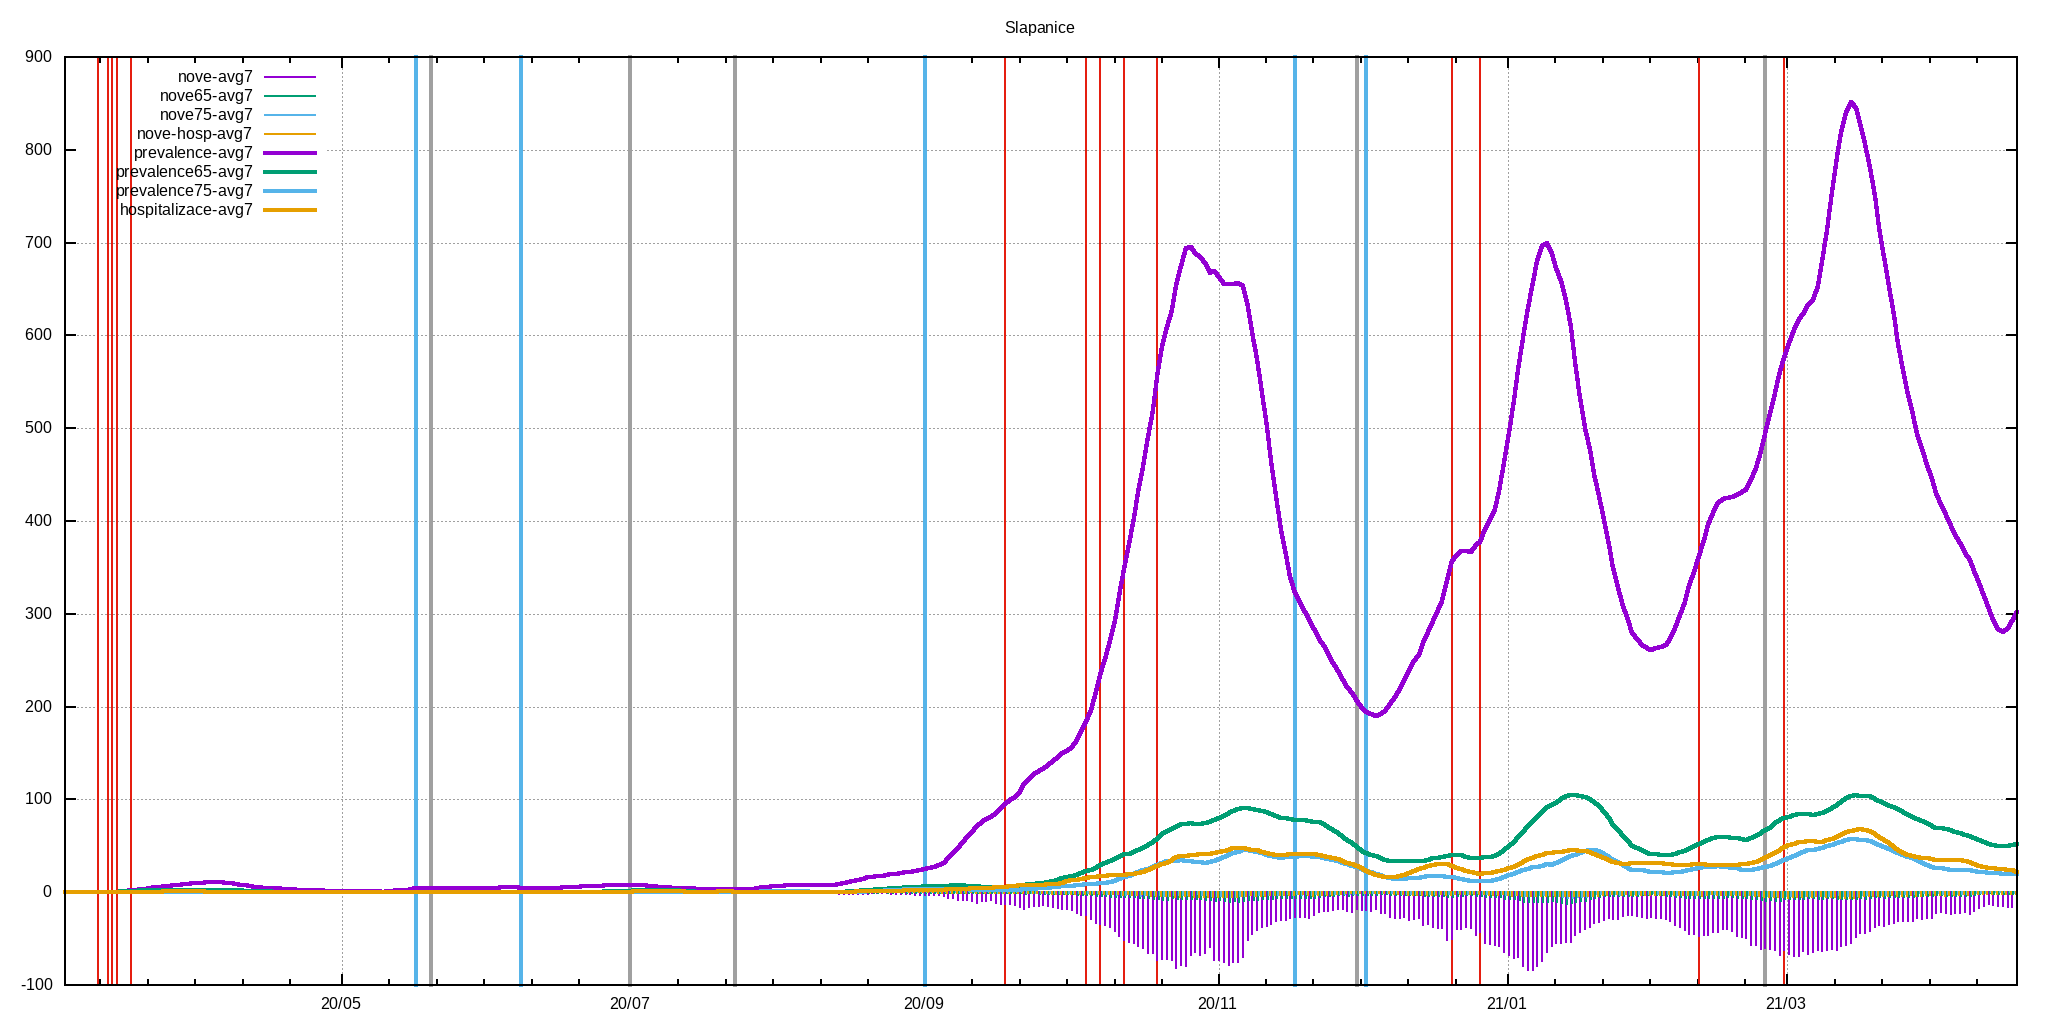 Slapanice
900
800
700
600
500
400
300
200
100
0
-100
nove-avg7
nove65-avg7
nove75-avg7
nove-hosp-avg7
prevalence-avg7
prevalence65-avg7
prevalence75-avg7
hospitalizace-avg7
20/05 20/07 20/09 20/11 21/01 21/03